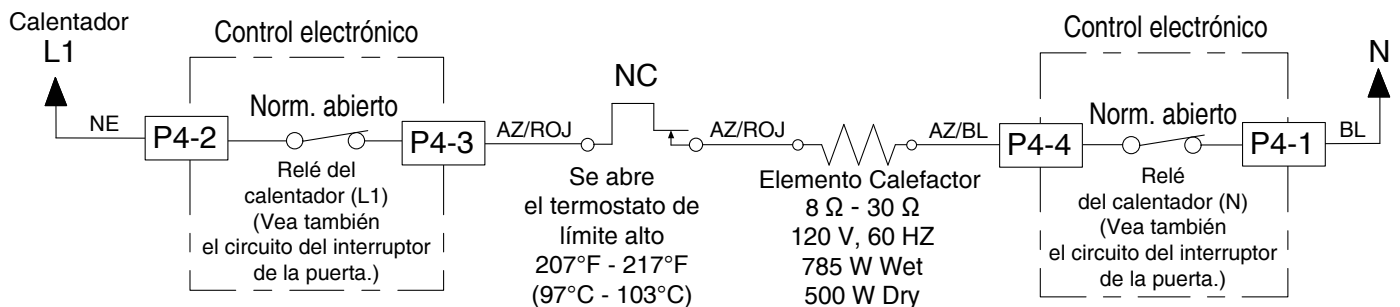 Calentador
L1
NE
Control electrónico
P4-2
Norm. abierto
P4-3
Relé del
calentador (L1)
(Vea también
el circuito del interruptor
de la puerta.)
AZ/ROJ
NC
Se abre
el termostato de
límite alto
207°F - 217°F
(97°C - 103°C)
AZ/ROJ
Elemento Calefactor
8 Ω - 30 Ω
120 V, 60 HZ
785 W Wet
500 W Dry
AZ/BL
Control electrónico
P4-4
Norm. abierto
P4-1
Relé
del calentador (N)
(Vea también
el circuito del interruptor
de la puerta.)
BL
N